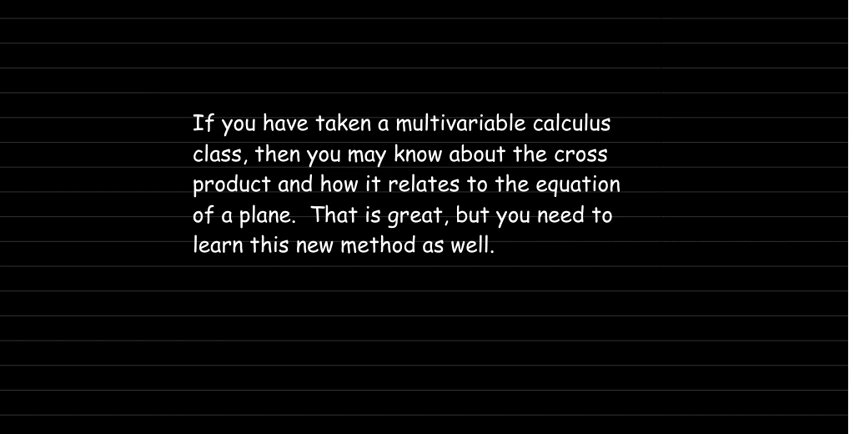 If you have taken a multivariable calculus
class, then you may know about the cross
product and how it relates to the equation
of a plane.  That is great, but you need to
learn this new method as well.